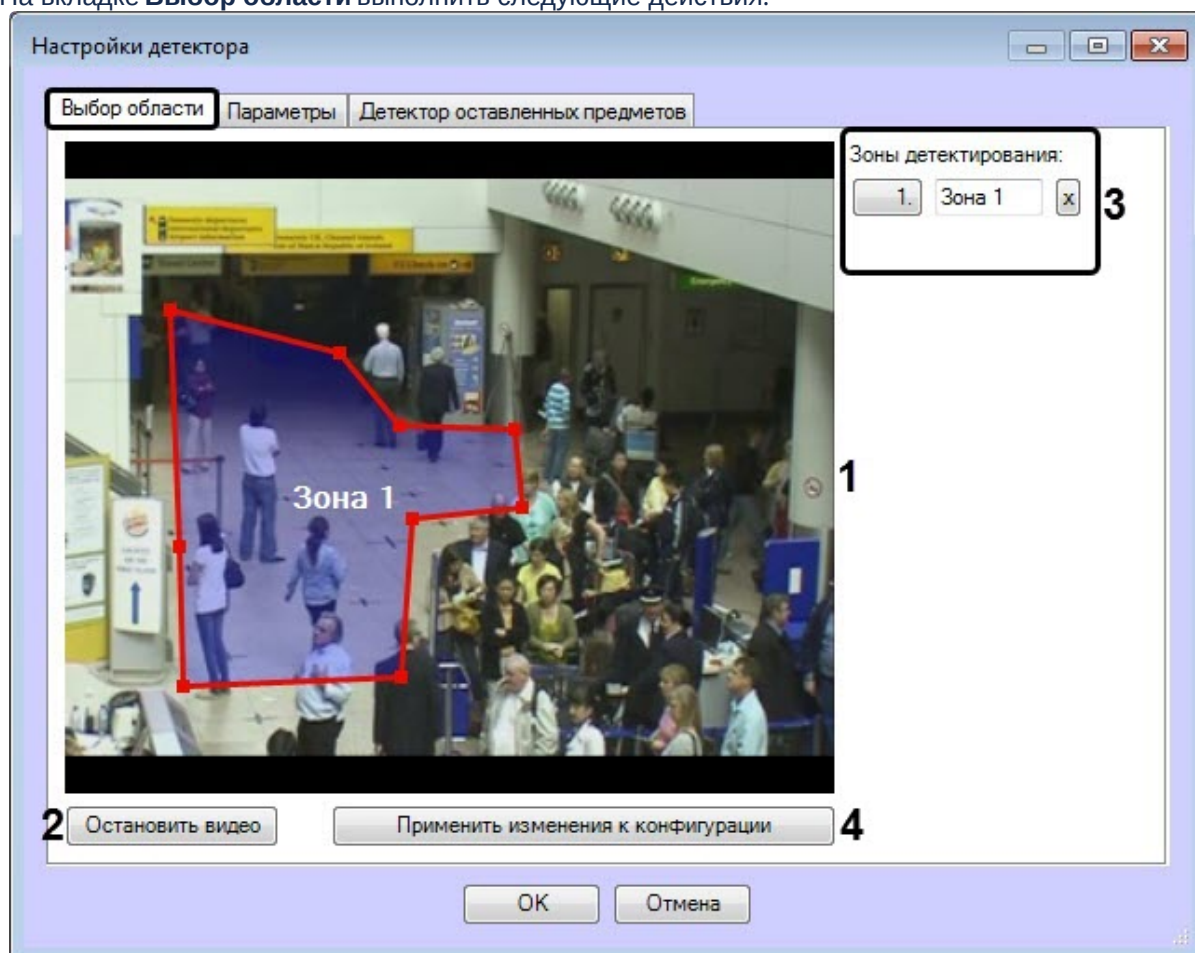 На вкладке Выбор области выполнить следующие действия:
Настройки детектора
Выбор области Параметры Детектор оставленных предметов
Зоны детектирования:
1. Зона 1 x 3
Зона 1
1
2 Остановить видео Применить изменения к конфигурации 4
OK Отмена